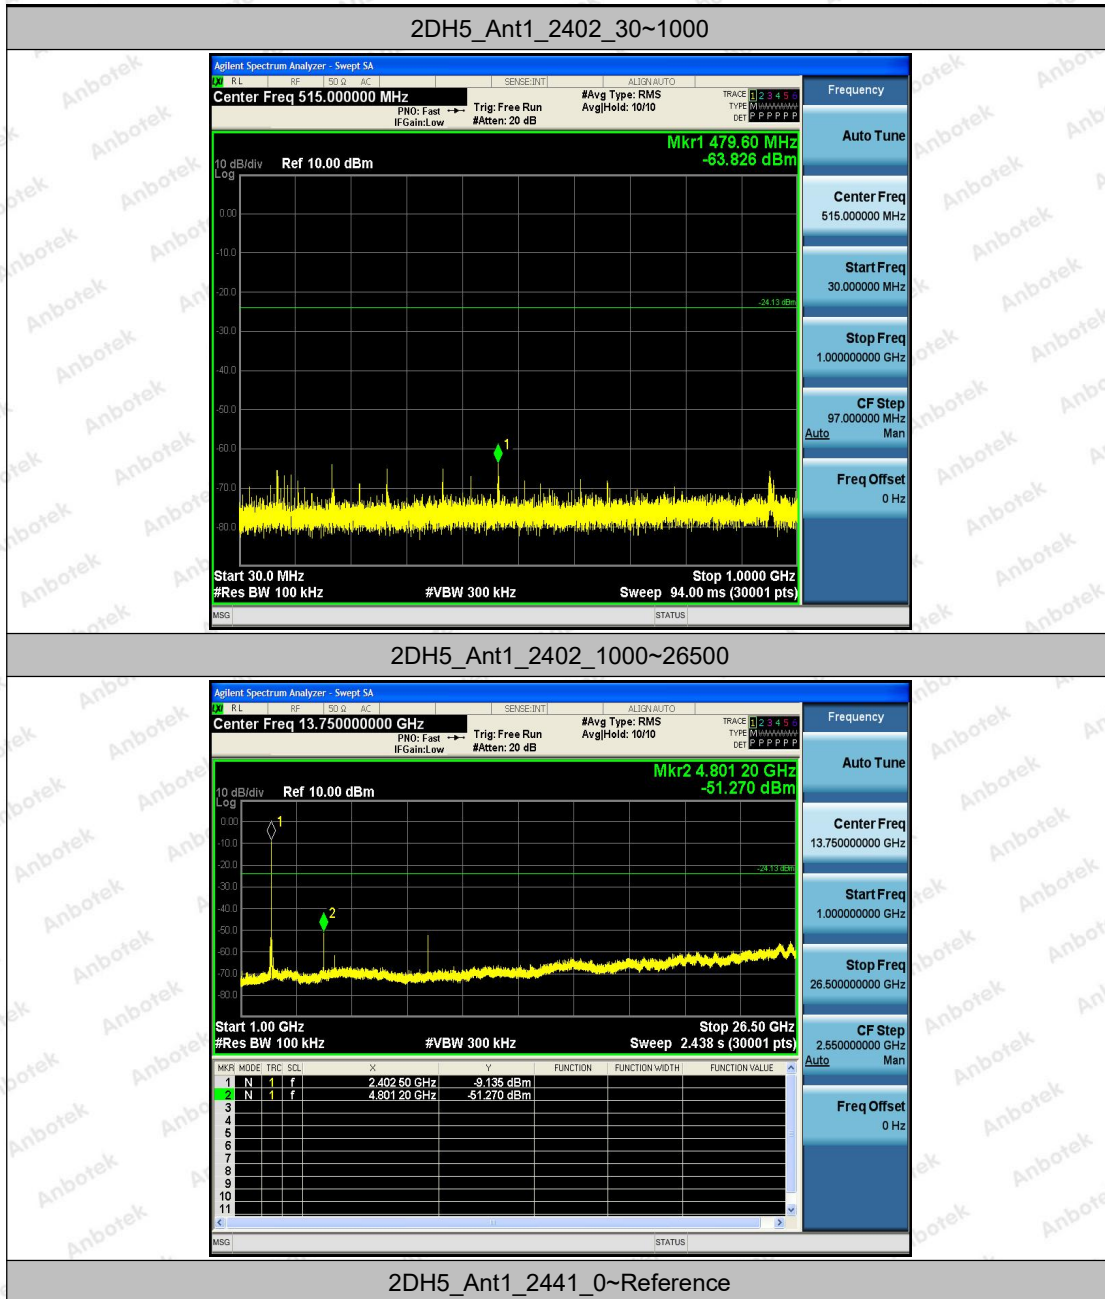 2DH5_Ant1_2402_30~1000
Agilent Spectrum Analyzer - Swept SA
RL RF 50 Ω AC SENSE:INT ALIGN AUTO
Center Freq 515.000000 MHz
PNO: Fast
IFGain:Low
Trig: Free Run
#Atten: 20 dB
#Avg Type: RMS
Avg|Hold: 10/10
TRACE 1 2 3 4 5 6
TYPE M
DET P P P P P P
Mkr1 479.60 MHz
-63.826 dBm
10 dB/div Ref 10.00 dBm
Log
0.00
-10.0
-20.0
-24.13 dBm
-30.0
-40.0
-50.0
-60.0
1
-70.0
-80.0
Start 30.0 MHz Stop 1.0000 GHz
#Res BW 100 kHz #VBW 300 kHz Sweep 94.00 ms (30001 pts)
MSG STATUS
Frequency
Auto Tune
Center Freq
515.000000 MHz
Start Freq
30.000000 MHz
Stop Freq
1.000000000 GHz
CF Step
97.000000 MHz
Auto Man
Freq Offset
0 Hz
2DH5_Ant1_2402_1000~26500
Agilent Spectrum Analyzer - Swept SA
RL RF 50 Ω AC SENSE:INT ALIGN AUTO
Center Freq 13.750000000 GHz
PNO: Fast
IFGain:Low
Trig: Free Run
#Atten: 20 dB
#Avg Type: RMS
Avg|Hold: 10/10
TRACE 1 2 3 4 5 6
TYPE M
DET P P P P P P
Mkr2 4.801 20 GHz
-51.270 dBm
10 dB/div Ref 10.00 dBm
Log
0.00
1
-10.0
-20.0
-24.13 dBm
-30.0
-40.0
2
-50.0
-60.0
-70.0
-80.0
Start 1.00 GHz Stop 26.50 GHz
#Res BW 100 kHz #VBW 300 kHz Sweep 2.438 s (30001 pts)
MKR MODE TRC SCL X Y FUNCTION FUNCTION WIDTH FUNCTION VALUE
1 N 1 f 2.402 50 GHz -9.135 dBm
2 N 1 f 4.801 20 GHz -51.270 dBm
3
4
5
6
7
8
9
10
11
MSG STATUS
Frequency
Auto Tune
Center Freq
13.750000000 GHz
Start Freq
1.000000000 GHz
Stop Freq
26.500000000 GHz
CF Step
2.550000000 GHz
Auto Man
Freq Offset
0 Hz
2DH5_Ant1_2441_0~Reference
Anbotek